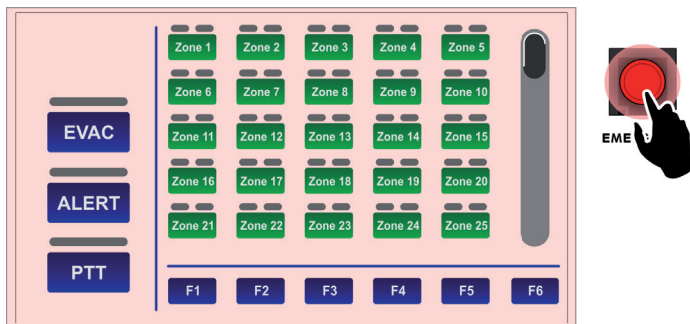 Zone 1 Zone 2 Zone 3 Zone 4 Zone 5
Zone 6 Zone 7 Zone 8 Zone 9 Zone 10
EVAC
Zone 11 Zone 12 Zone 13 Zone 14 Zone 15
EME
Zone 16 Zone 17 Zone 18 Zone 19 Zone 20
ALERT
Zone 21 Zone 22 Zone 23 Zone 24 Zone 25
PTT
F1 F2 F3 F4 F5 F6